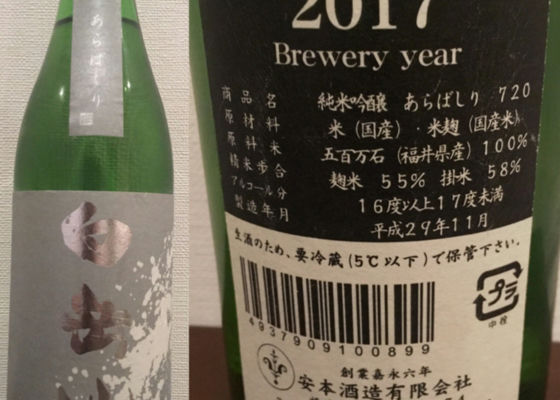 あらばしり
白岳
2017
Brewery year
商品名 純米吟醸 あらばしり 720
原材料 米(国産)・米麹(国産米)
原料米 五百万石(福井県産)100%
精米歩合 麹米 55% 掛米 58%
アルコール分 16度以上17度未満
製造年月 平成29年11月
生酒のため、要冷蔵(5℃以下)で保管下さい。
4937909100899
プラ
中栓
創業嘉永六年
安本酒造有限会社